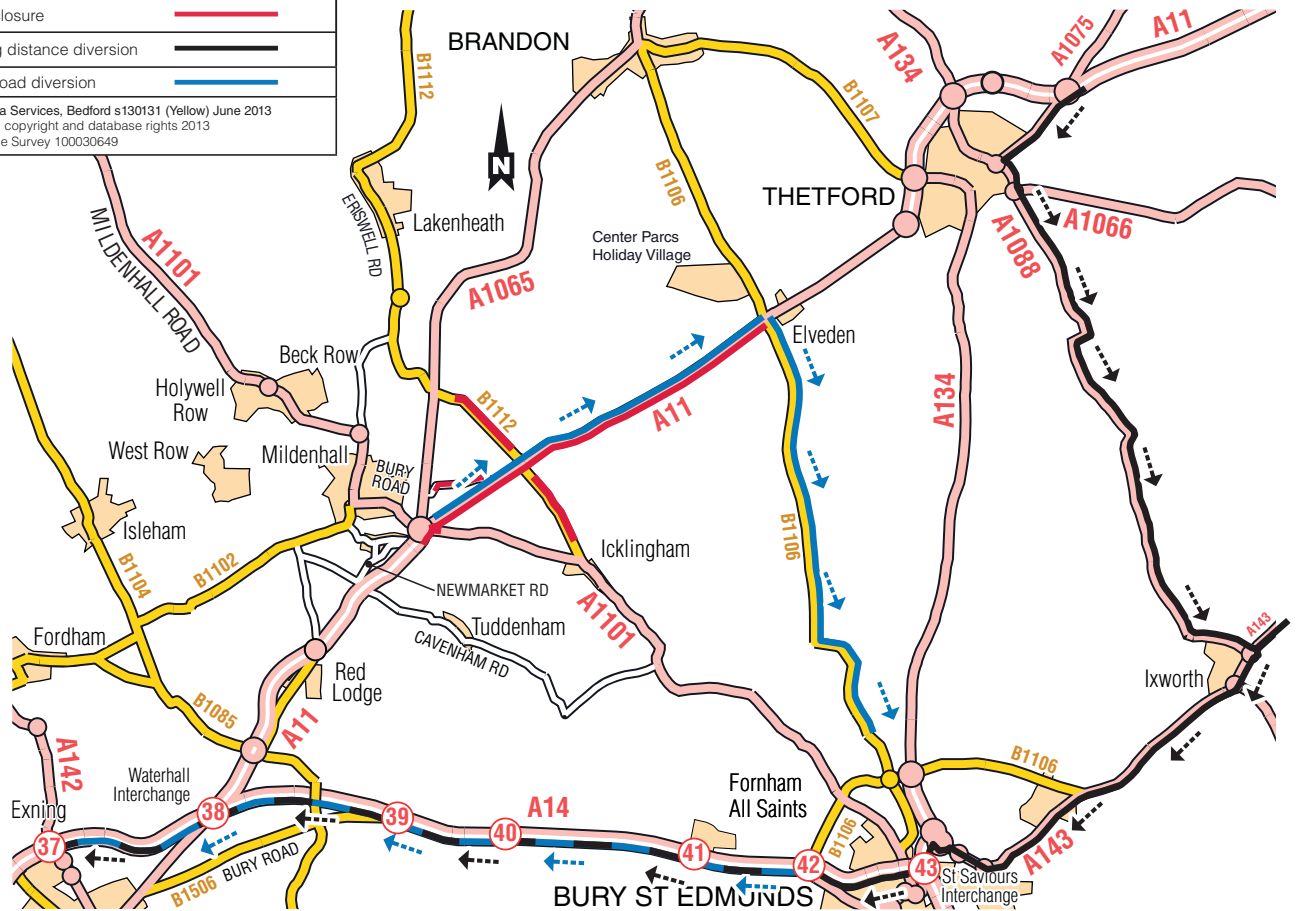 losure
g distance diversion
oad diversion
a Services, Bedford s130131 (Yellow) June 2013
copyright and database rights 2013
e Survey 100030649
BRANDON
B1112
A134
A1075
A11
B1107
N
B1106
THETFORD
ERISWELL RD
Lakenheath
Center Parcs
Holiday Village
A1066
A1088
A1101
MILDENHALL ROAD
A1065
Elveden
Beck Row
Holywell
Row
B1112
A11
A134
West Row
Mildenhall
BURY
ROAD
Isleham
B1106
Icklingham
B1104
B1102
NEWMARKET RD
A1101
Fordham
Tuddenham
CAVENHAM RD
A143
Ixworth
Red
Lodge
B1085
A11
A142
Waterhall
Interchange
Fornham
All Saints
B1106
Exning
38
39
A14
40
37
41
42
43
B1106
A143
B1506
BURY ROAD
St Saviours
Interchange
BURY ST EDMUNDS